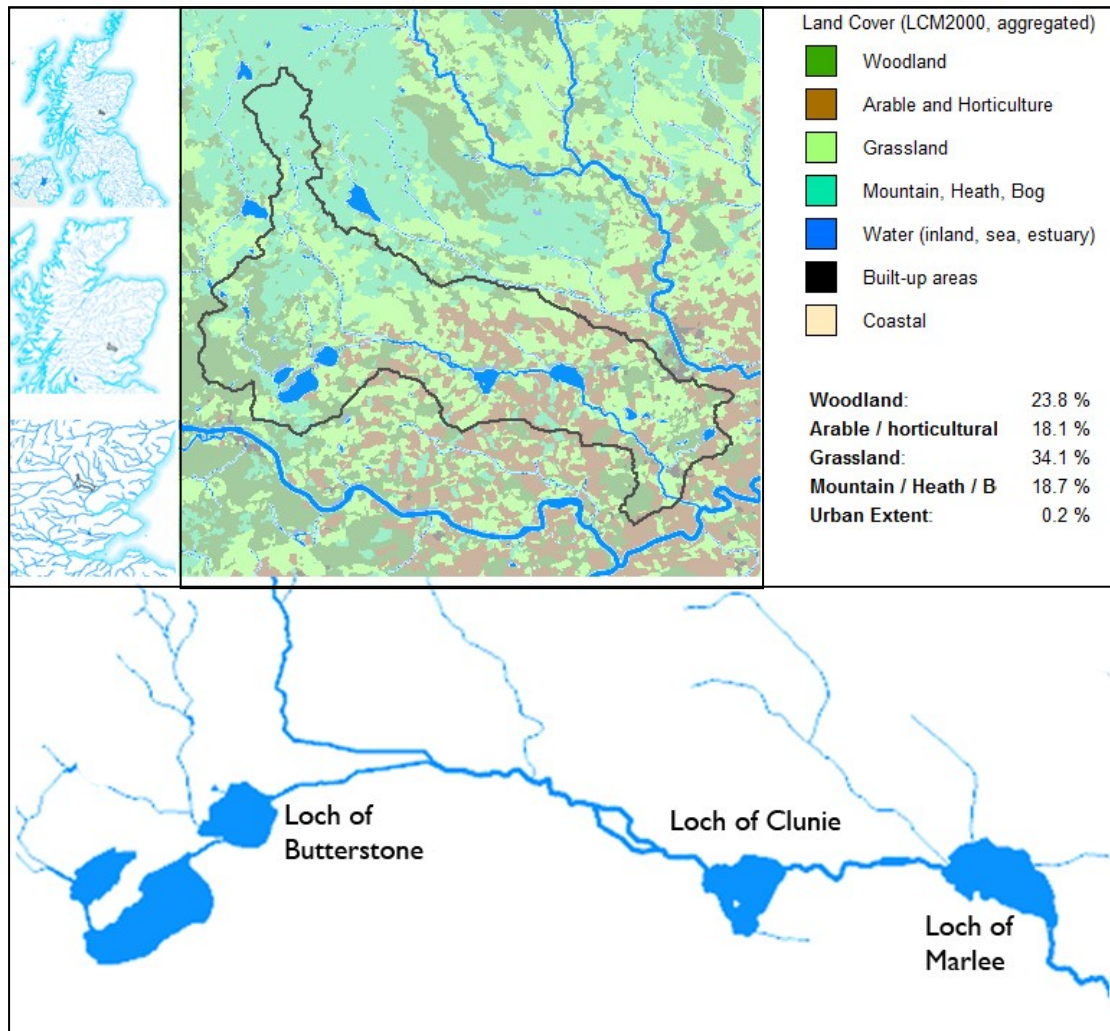 Land Cover (LCM2000, aggregated)
Woodland
Arable and Horticulture
Grassland
Mountain, Heath, Bog
Water (inland, sea, estuary)
Built-up areas
Coastal
Woodland: 23.8 %
Arable / horticultural 18.1 %
Grassland: 34.1 %
Mountain / Heath / B 18.7 %
Urban Extent: 0.2 %
Loch of
Butterstone
Loch of Clunie
Loch of
Marlee